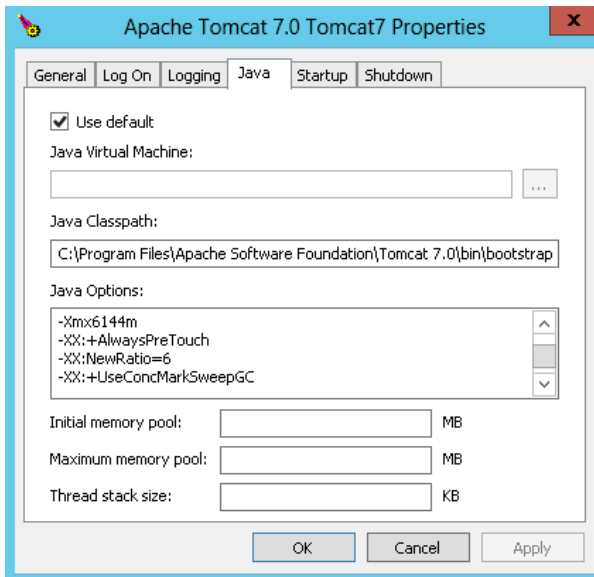 Apache Tomcat 7.0 Tomcat7 Properties
x
General Log On Logging Java Startup Shutdown
Use default
Java Virtual Machine:
...
Java Classpath:
C:\Program Files\Apache Software Foundation\Tomcat 7.0\bin\bootstrap
Java Options:
-Xmx6144m
-XX:+AlwaysPreTouch
-XX:NewRatio=6
-XX:+UseConcMarkSweepGC
Initial memory pool: MB
Maximum memory pool: MB
Thread stack size: KB
OK Cancel Apply